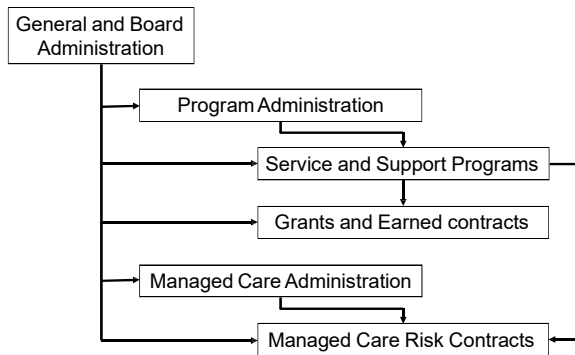 General and Board
Administration
Program Administration
Service and Support Programs
Grants and Earned contracts
Managed Care Administration
Managed Care Risk Contracts